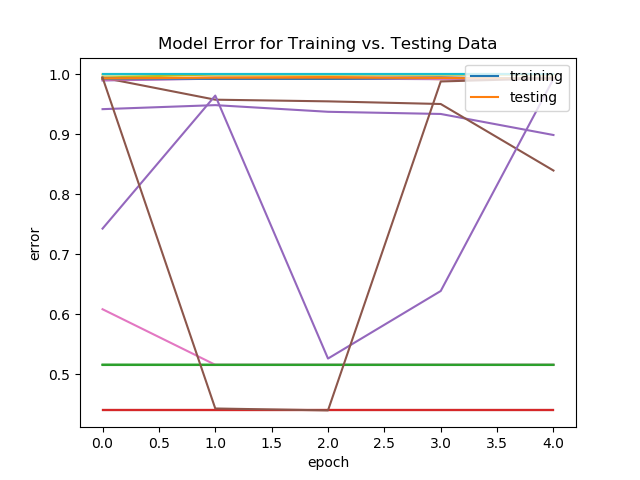 Model Error for Training vs. Testing Data
training
testing
error
1.0
0.9
0.8
0.7
0.6
0.5
0.0 0.5 1.0 1.5 2.0 2.5 3.0 3.5 4.0
epoch